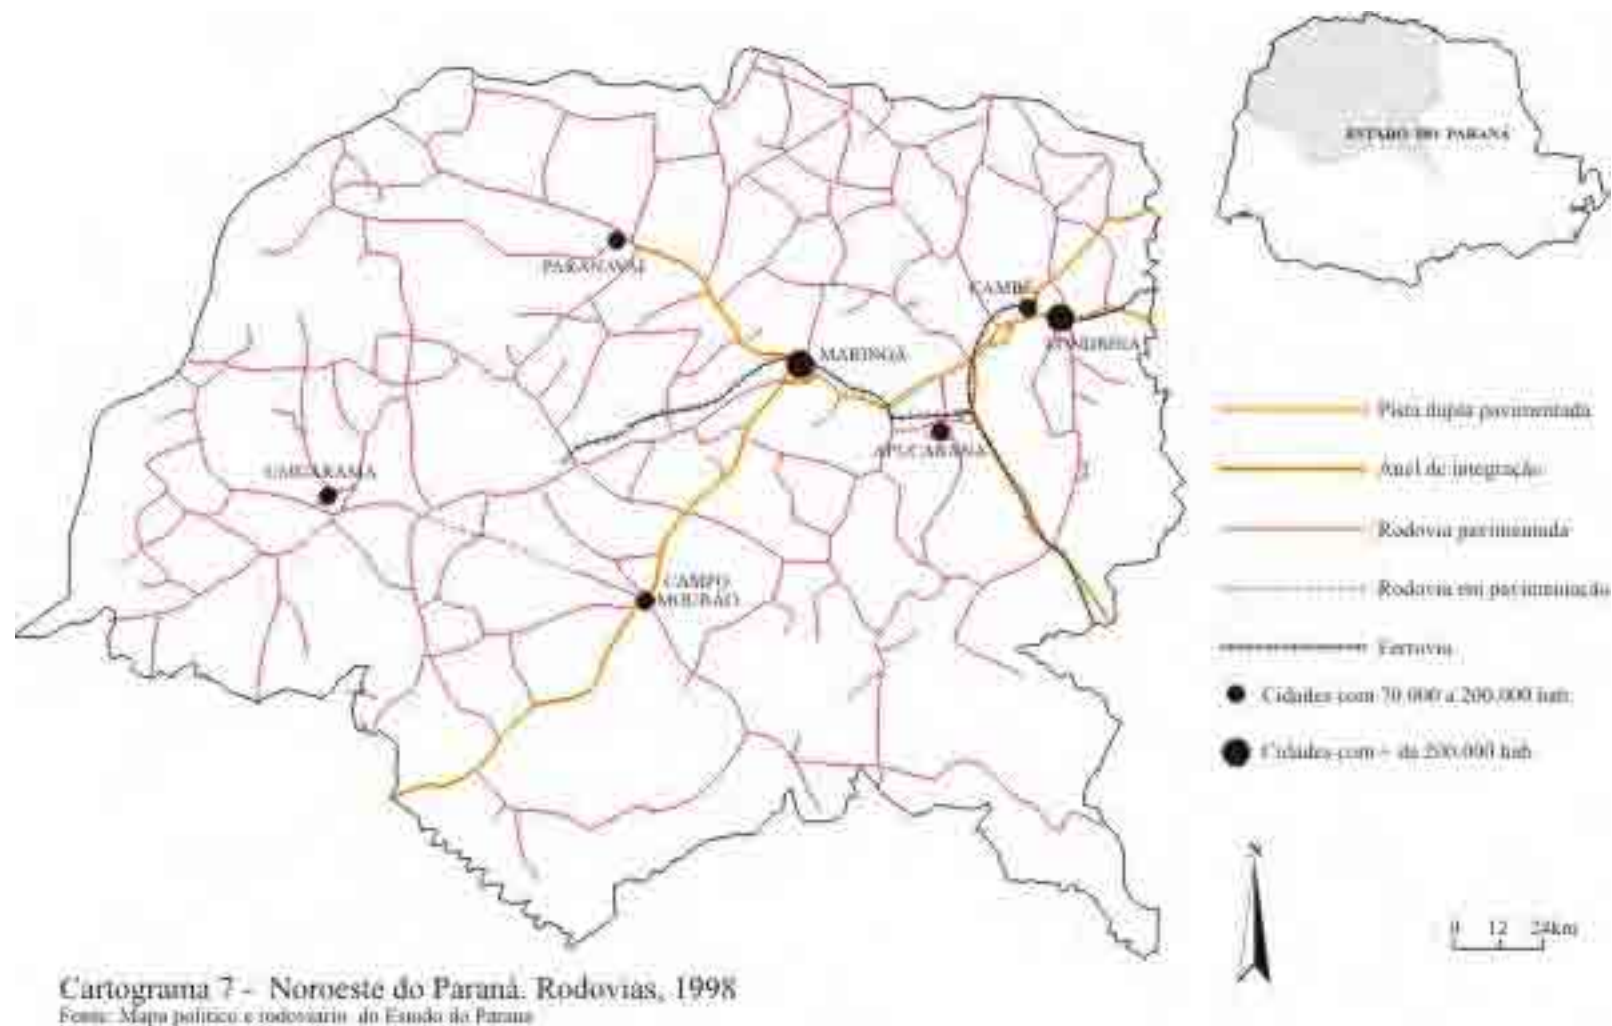 ESTADO DO PARANÁ
PARANAVAÍ
CAMBÉ
LONDRINA
MARINGÁ
APUCARANA
UMUARAMA
CAMPO
MOURÃO
Pista dupla pavimentada
Anel de integração
Rodovia pavimentada
Rodovia em pavimentação
Ferrovia
Cidades com 70.000 a 200.000 hab.
Cidades com + de 200.000 hab.
N
0 12 24km
Cartograma 7 - Noroeste do Paraná. Rodovias, 1998
Fonte: Mapa político e rodoviário do Estado do Paraná